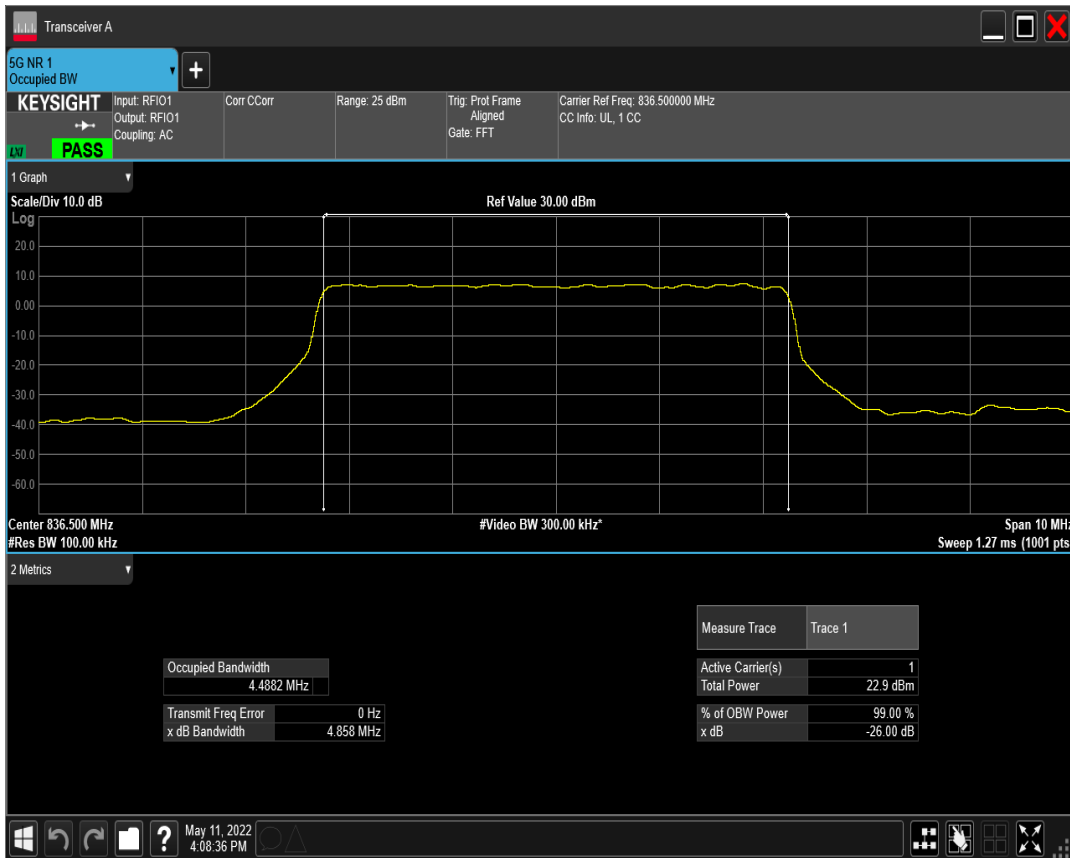 Transceiver A
5G NR 1
Occupied BW
KEYSIGHT
LXI
PASS
Input: RFIO1
Output: RFIO1
Coupling: AC
Corr CCorr
Range: 25 dBm
Trig: Prot Frame
Aligned
Gate: FFT
Carrier Ref Freq: 836.500000 MHz
CC Info: UL, 1 CC
1 Graph
Scale/Div 10.0 dB
Ref Value 30.00 dBm
Log
20.0
10.0
0.00
-10.0
-20.0
-30.0
-40.0
-50.0
-60.0
Center 836.500 MHz
#Video BW 300.00 kHz*
Span 10 MHz
#Res BW 100.00 kHz
Sweep 1.27 ms (1001 pts
2 Metrics
Measure Trace Trace 1
Occupied Bandwidth
4.4882 MHz
Active Carrier(s) 1
Total Power 22.9 dBm
Transmit Freq Error 0 Hz
x dB Bandwidth 4.858 MHz
% of OBW Power 99.00 %
x dB -26.00 dB
?
May 11, 2022
4:08:36 PM